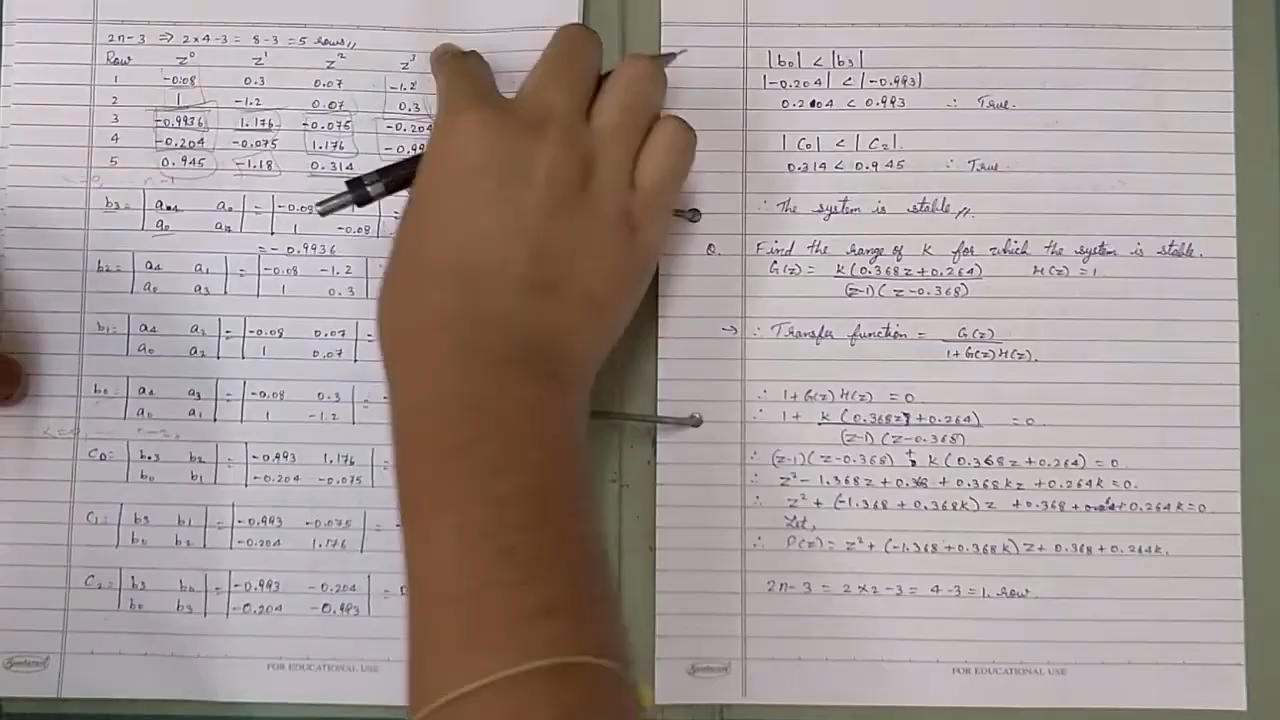 2n-3 ⇒ 2×4-3 = 8-3 = 5 rows //
Row z⁰ z¹ z² z³
1 -0.08 0.3 0.07 -1.2
2 1 -1.2 0.07 0.3
3 -0.9936 1.176 -0.075 -0.204
4 -0.204 -0.075 1.176 -0.99
5 0.945 -1.18 0.314
b3 = | a4 a0 | = | -0.08
| a0 a4 | | 1 -0.08 |
= -0.9936
b2 = | a4 a1 | = | -0.08 -1.2
| a0 a3 | | 1 0.3
b1 = | a4 a2 | = | -0.08 0.07 | =
| a0 a2 | | 1 0.07 |
b0 = | a4 a3 | = | -0.08 0.3 | =
| a0 a1 | | 1 -1.2 |
C0 = | b3 b2 | = | -0.993 1.176 | =
| b0 b1 | | -0.204 -0.075 |
C1 = | b3 b1 | = | -0.993 -0.075 | =
| b0 b2 | | -0.204 1.176 |
C2 = | b3 b0 | = | -0.993 -0.204 | =
| b0 b3 | | -0.204 -0.993 |
Sundaram
FOR EDUCATIONAL USE
|b0| < |b3|
|-0.204| < |-0.993|
0.204 < 0.993 ∴ True.
|C0| < |C2|.
0.314 < 0.945 ∴ True.
∴ The system is stable //.
Q. Find the range of K for which the system is stable.
G(z) = K(0.368z+0.264) H(z) = 1
(z-1)(z-0.368)
→ ∴ Transfer function = G(z)
1+G(z)H(z).
∴ 1+G(z)H(z) = 0
∴ 1 + K(0.368z+0.264) = 0
(z-1)(z-0.368)
∴ (z-1)(z-0.368) + K(0.368z+0.264) = 0
∴ z² - 1.368z + 0.368 + 0.368Kz + 0.264K = 0.
∴ z² + (-1.368 + 0.368K)z + 0.368 + 0.264K = 0
Let,
∴ P(z) = z² + (-1.368 + 0.368K)z + 0.368 + 0.264K.
2n-3 = 2×2-3 = 4-3 = 1. row
Sundaram
FOR EDUCATIONAL USE